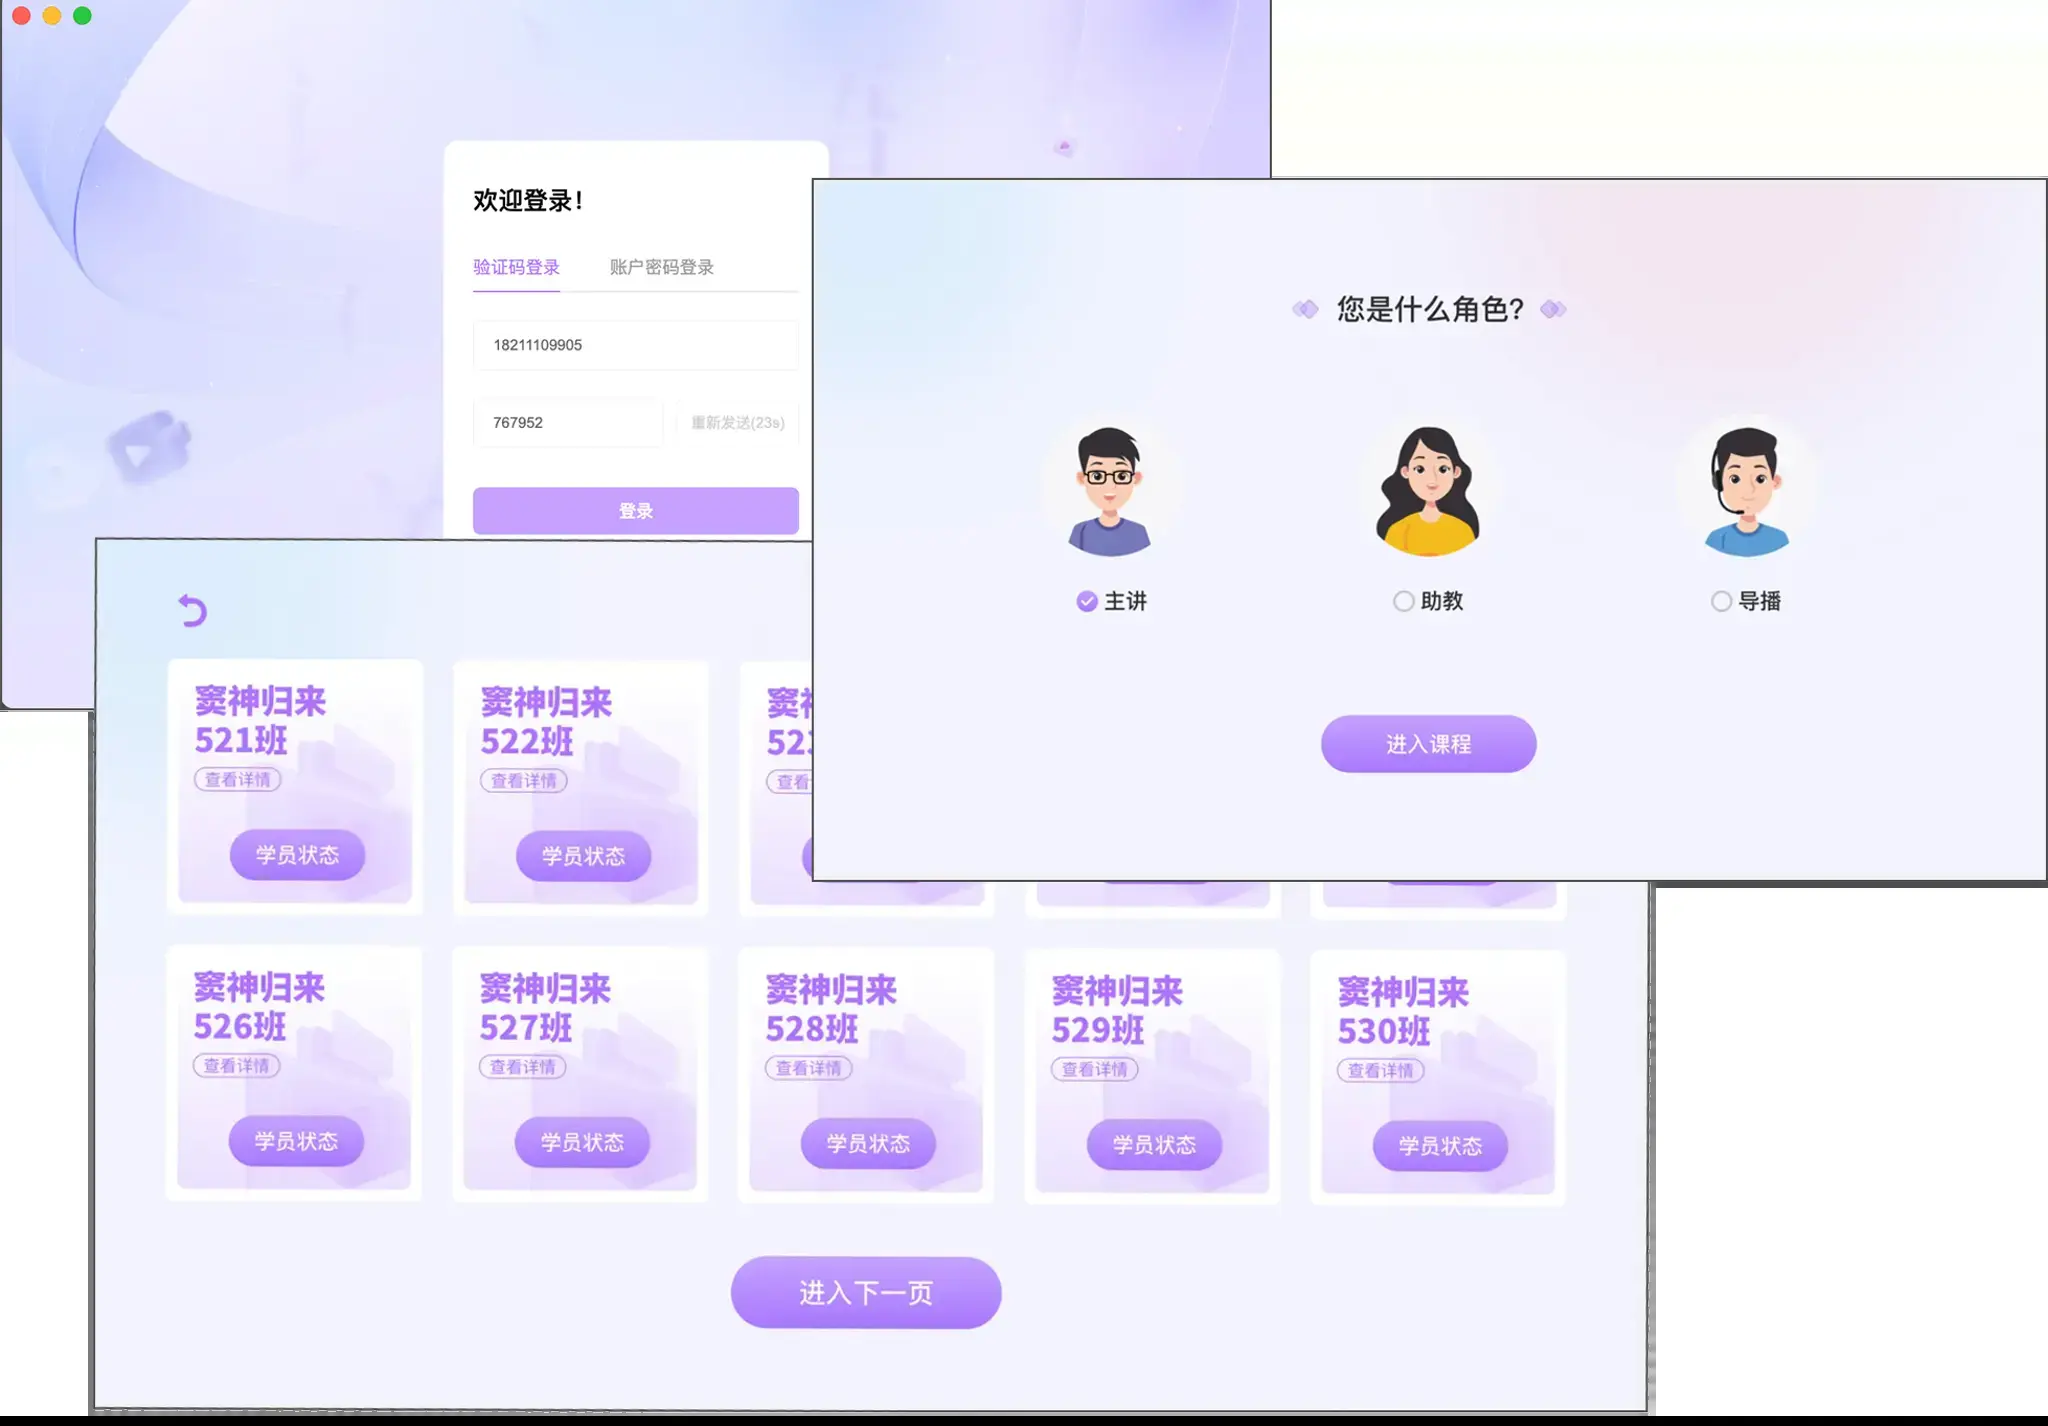 欢迎登录!
验证码登录 账户密码登录
18211109905
767952 重新发送(23s)
登录
您是什么角色?
主讲 助教 导播
进入课程
窦神归来 窦神归来 窦
521班 522班 52
查看详情 查看详情 查看
学员状态 学员状态
窦神归来 窦神归来 窦神归来 窦神归来 窦神归来
526班 527班 528班 529班 530班
查看详情 查看详情 查看详情 查看详情 查看详情
学员状态 学员状态 学员状态 学员状态 学员状态
进入下一页